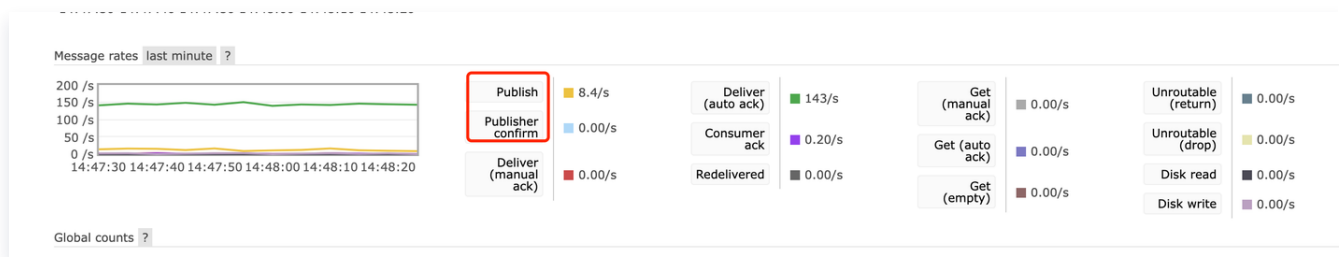 Message rates last minute ?
200 /s
150 /s
100 /s
50 /s
0 /s
14:47:30 14:47:40 14:47:50 14:48:00 14:48:10 14:48:20
Publish 8.4/s
Publisher
confirm 0.00/s
Deliver
(manual
ack) 0.00/s
Deliver
(auto ack) 143/s
Consumer
ack 0.20/s
Redelivered 0.00/s
Get
(manual
ack) 0.00/s
Get (auto
ack) 0.00/s
Get
(empty) 0.00/s
Unroutable
(return) 0.00/s
Unroutable
(drop) 0.00/s
Disk read 0.00/s
Disk write 0.00/s
Global counts ?